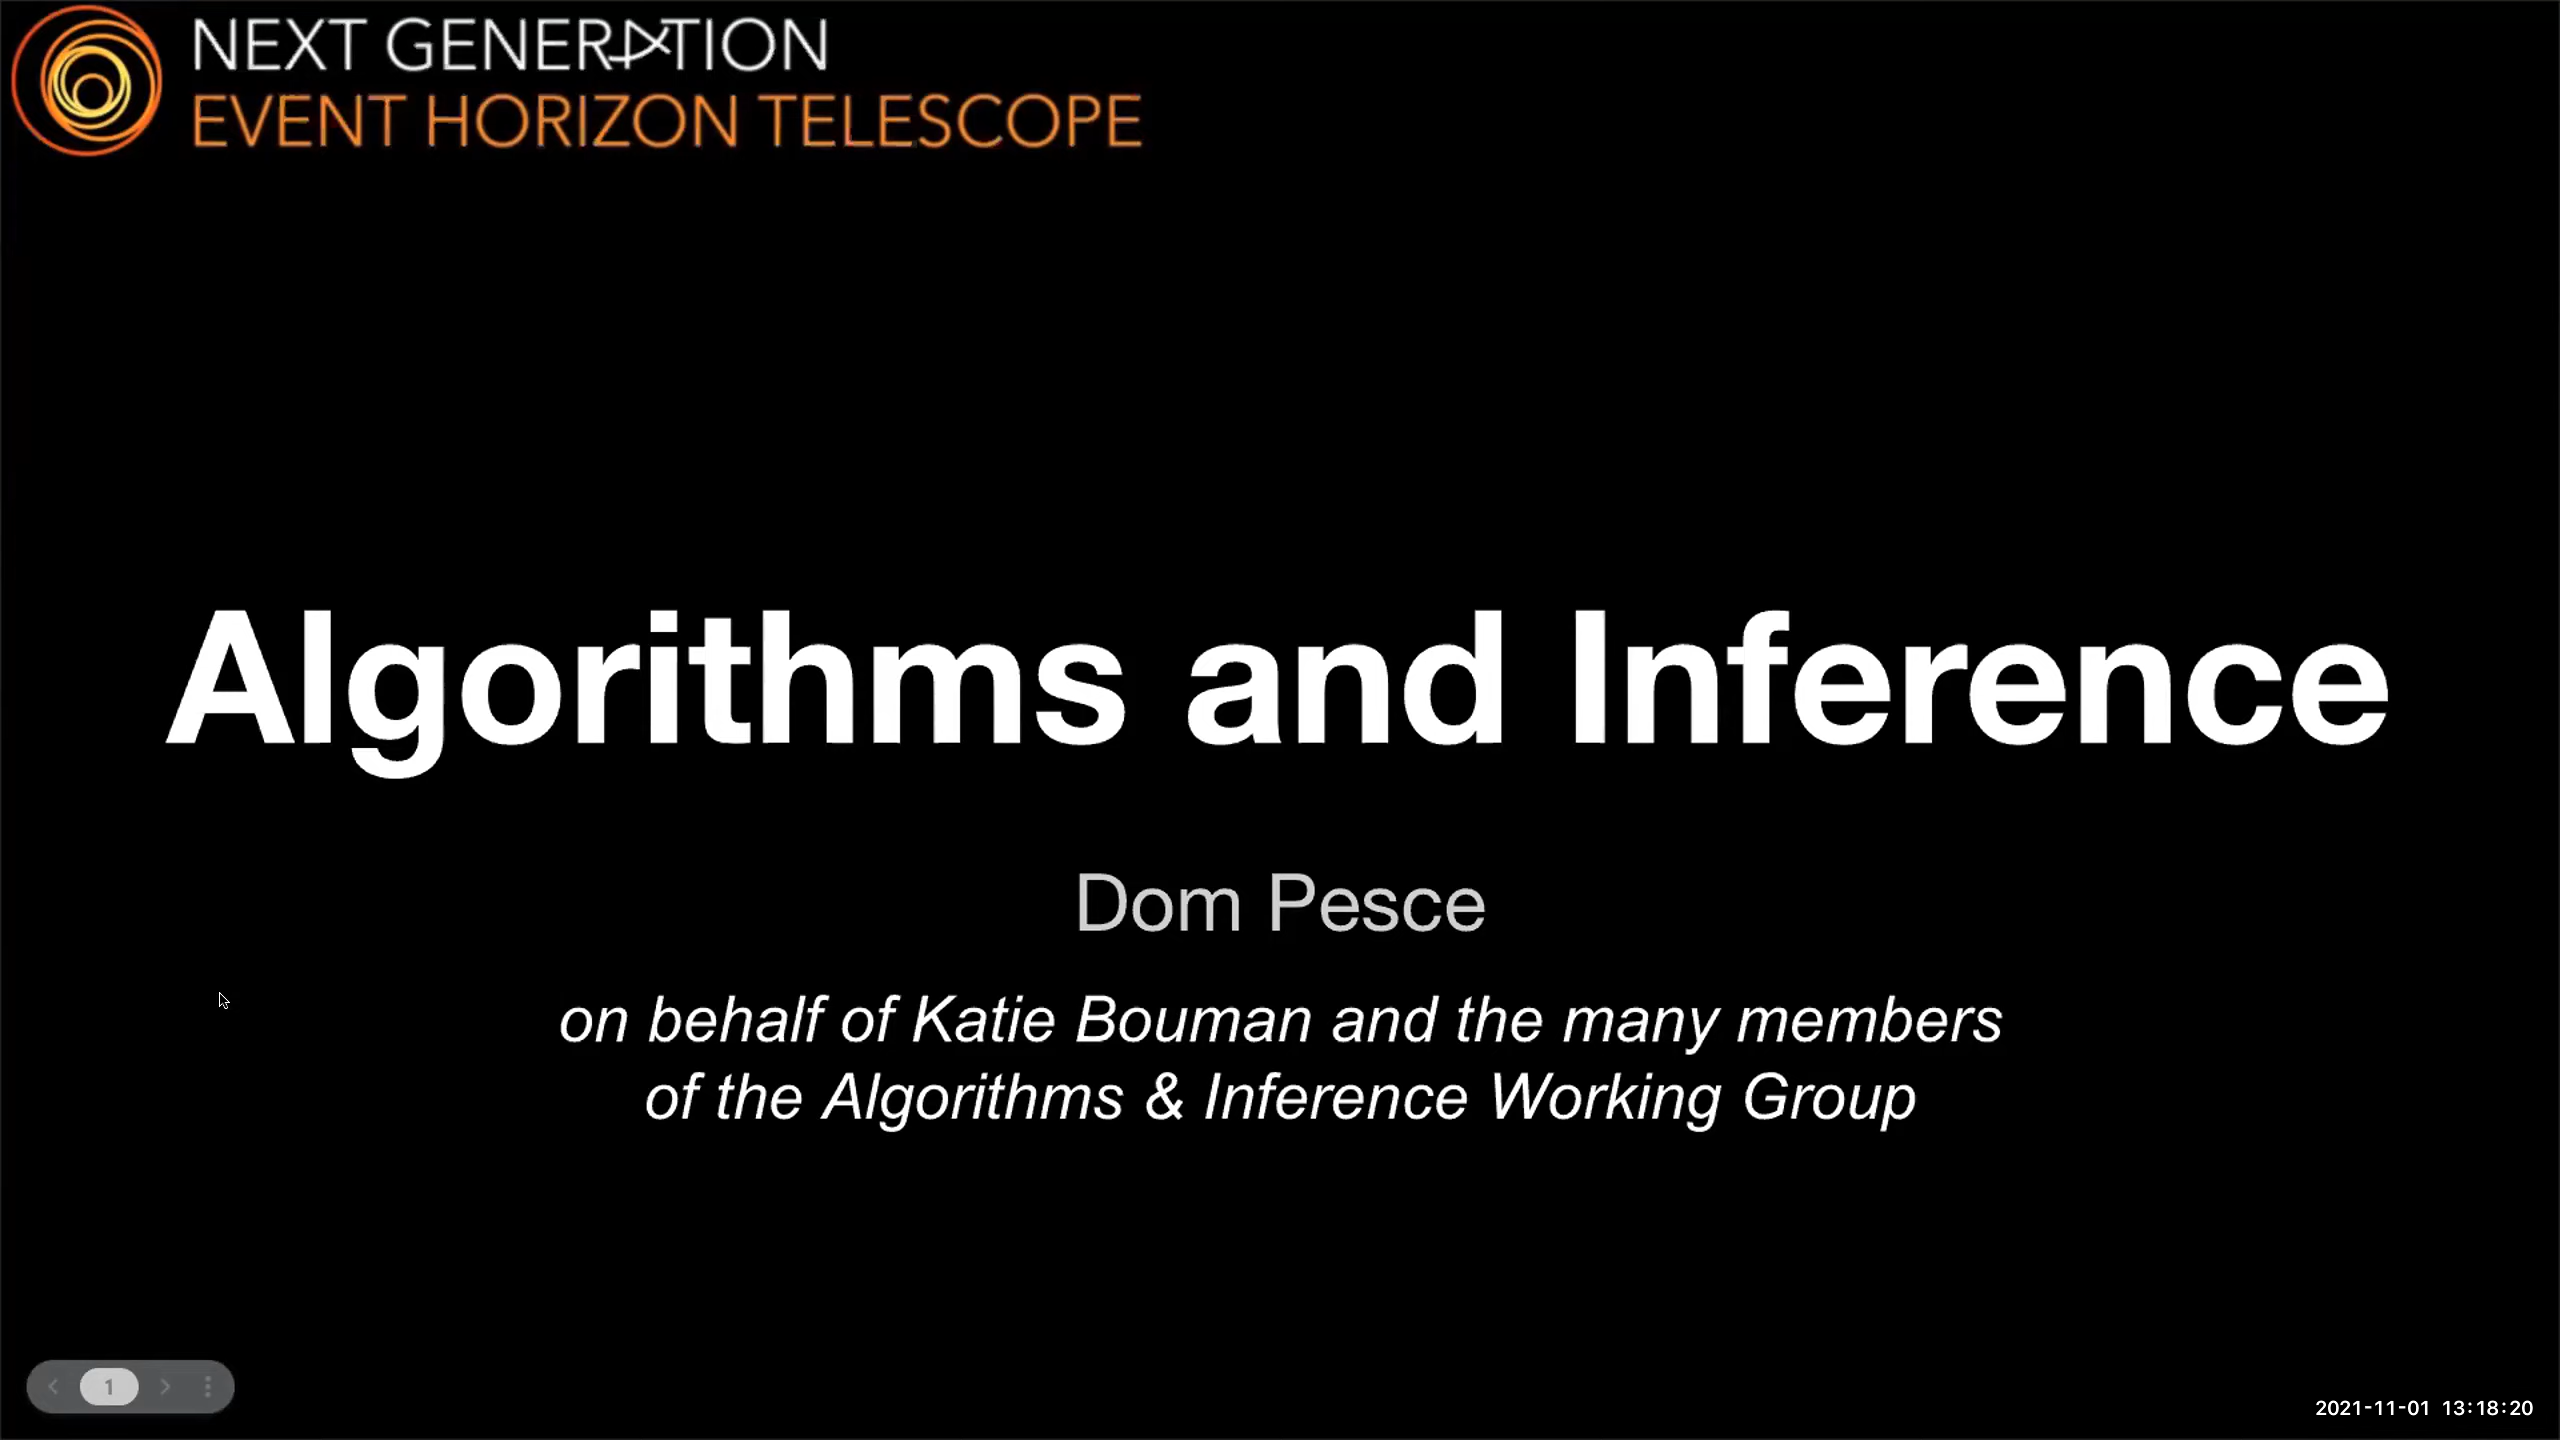 NEXT GENERATION
EVENT HORIZON TELESCOPE
Algorithms and Inference
Dom Pesce
on behalf of Katie Bouman and the many members
of the Algorithms & Inference Working Group
1
2021-11-01 13:18:20